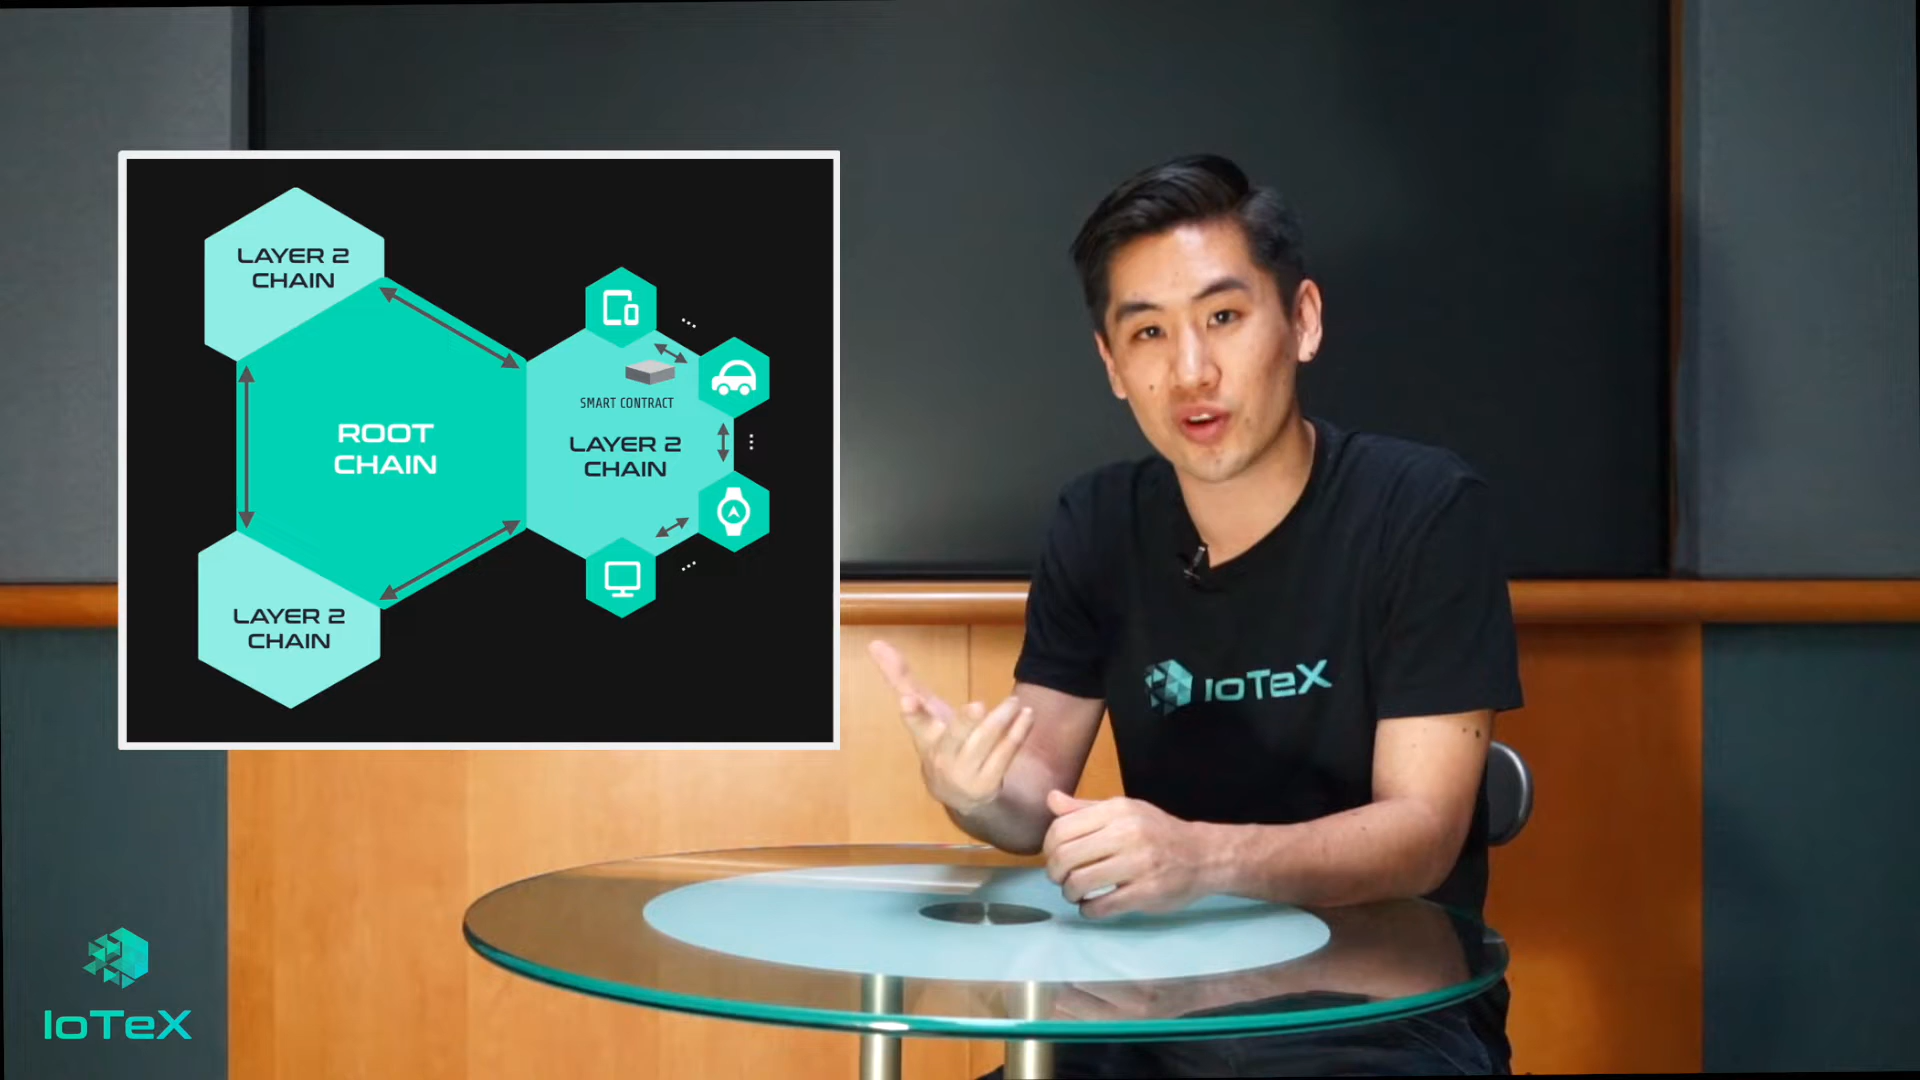 LAYER 2
CHAIN
ROOT
CHAIN
SMART CONTRACT
LAYER 2
CHAIN
LAYER 2
CHAIN
IoTeX
IoTeX